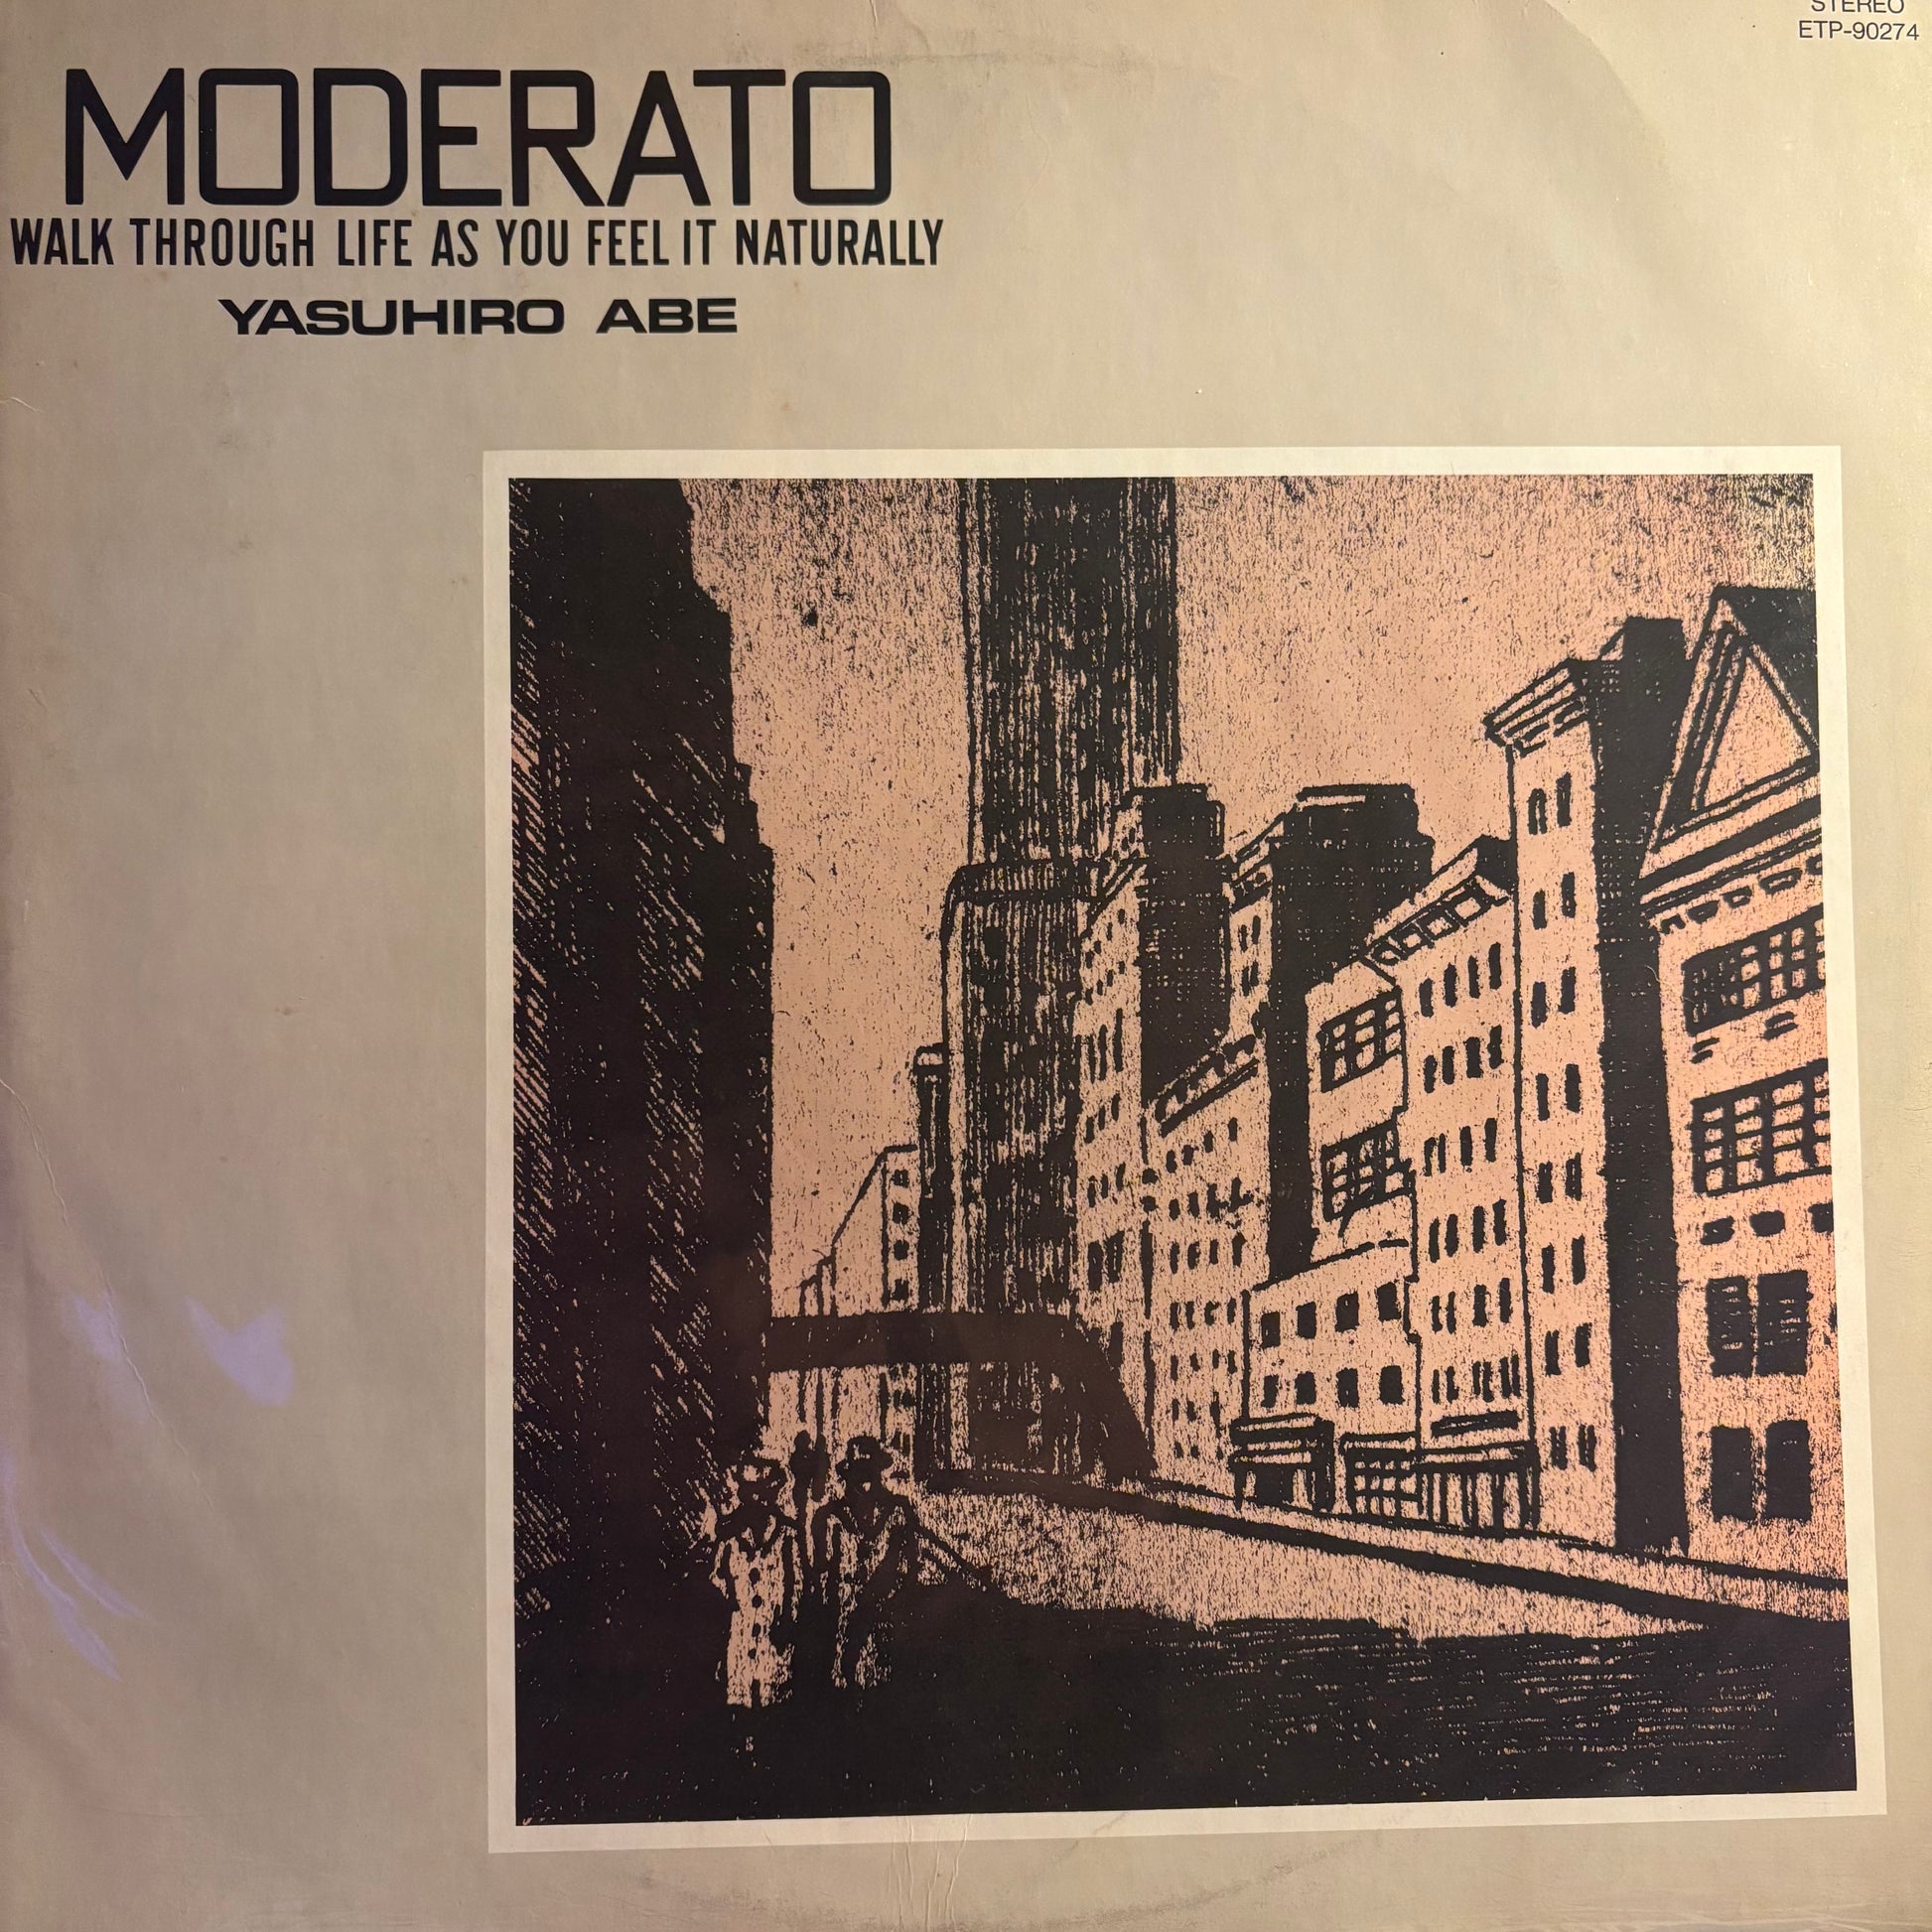 STEREO
ETP-90274
MODERATO
WALK THROUGH LIFE AS YOU FEEL IT NATURALLY
YASUHIRO ABE